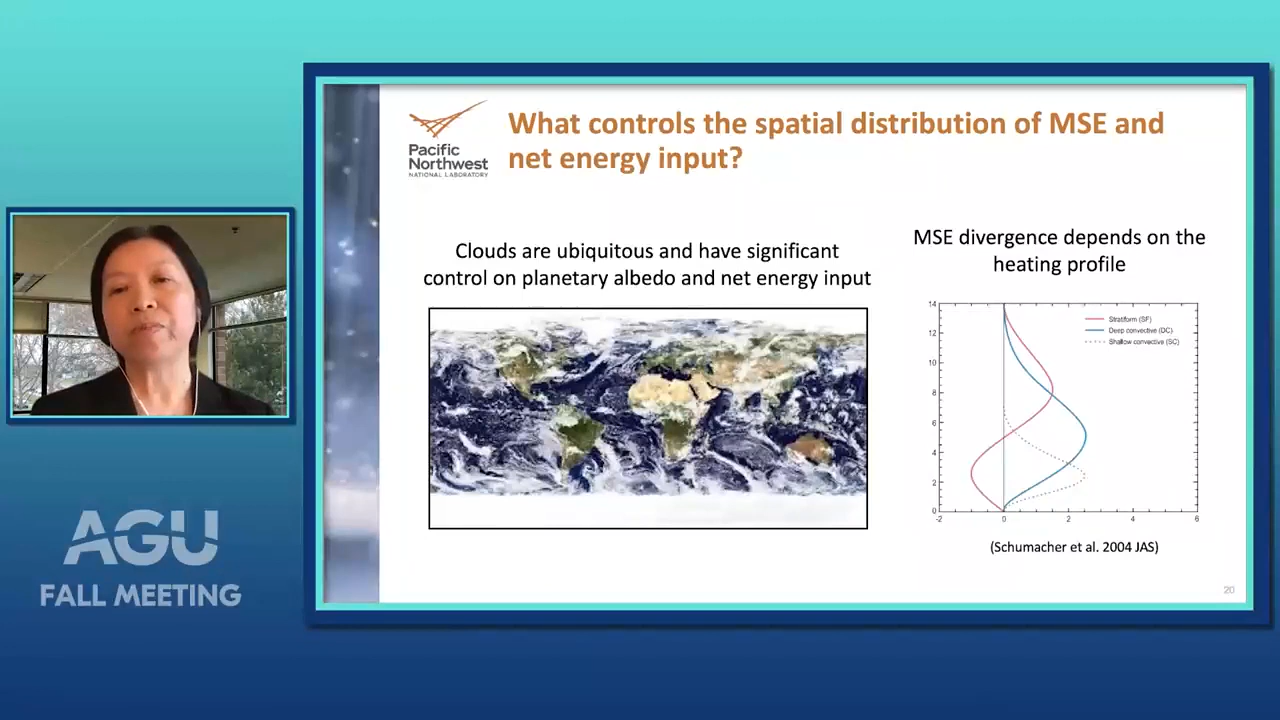 Pacific
Northwest
NATIONAL LABORATORY
What controls the spatial distribution of MSE and
net energy input?
Clouds are ubiquitous and have significant
control on planetary albedo and net energy input
MSE divergence depends on the
heating profile
14
12
10
8
6
4
2
0
-2
0
2
4
6
Stratiform (SF)
Deep convective (DC)
Shallow convective (SC)
(Schumacher et al. 2004 JAS)
20
AGU
FALL MEETING